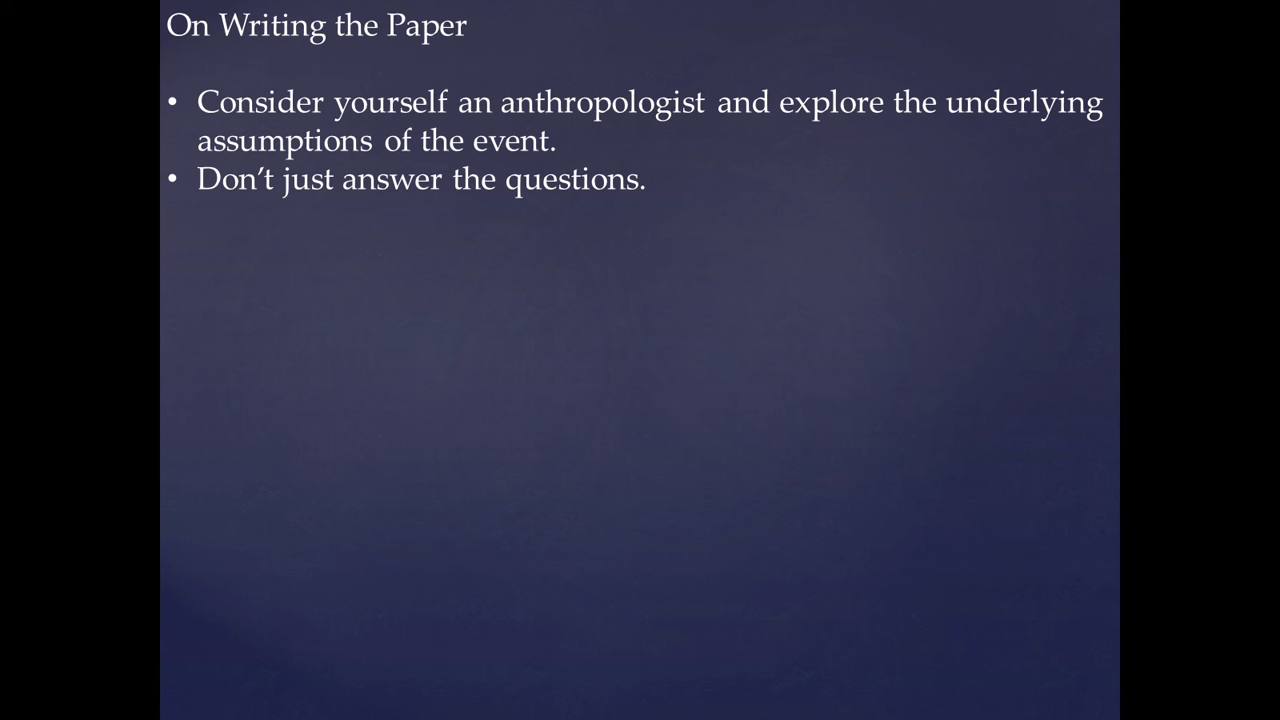 On Writing the Paper
• Consider yourself an anthropologist and explore the underlying
assumptions of the event.
• Don’t just answer the questions.